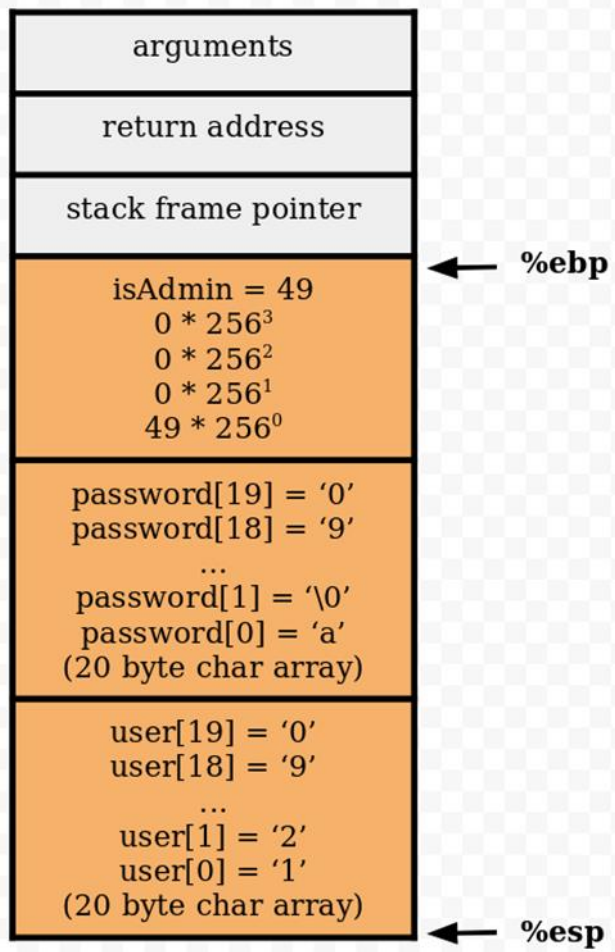 arguments
return address
stack frame pointer
%ebp
isAdmin = 49
0 * 256³
0 * 256²
0 * 256¹
49 * 256⁰
password[19] = ‘0’
password[18] = ‘9’
...
password[1] = ‘\0’
password[0] = ‘a’
(20 byte char array)
user[19] = ‘0’
user[18] = ‘9’
...
user[1] = ‘2’
user[0] = ‘1’
(20 byte char array)
%esp